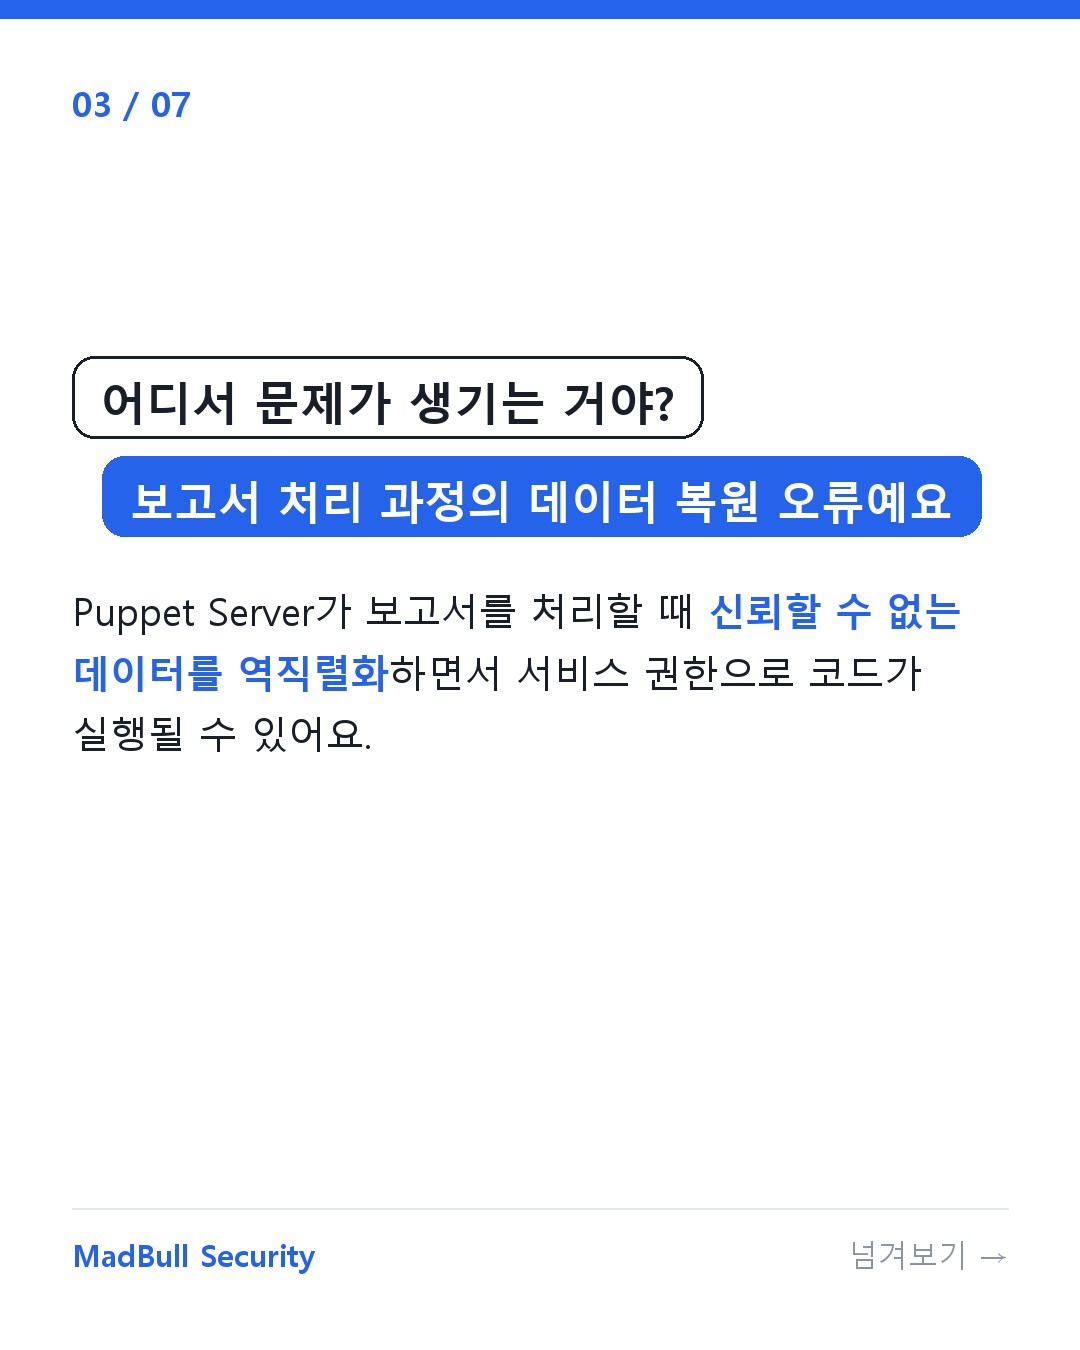 03 / 07
어디서 문제가 생기는 거야?
보고서 처리 과정의 데이터 복원 오류예요
Puppet Server가 보고서를 처리할 때 신뢰할 수 없는
데이터를 역직렬화하면서 서비스 권한으로 코드가
실행될 수 있어요.
MadBull Security
넘겨보기 →